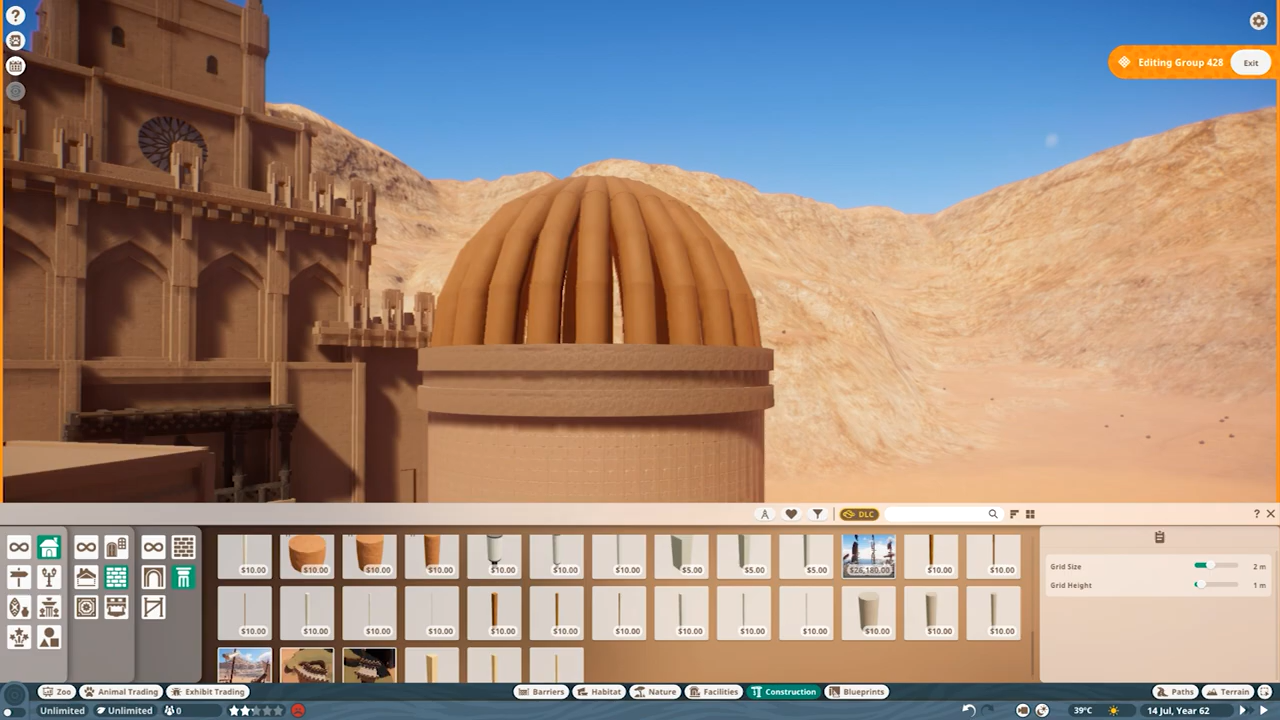 ?
Editing Group 428
Exit
DLC
? ×
$10.00 $10.00 $10.00 $10.00 $10.00 $10.00 $10.00 $5.00 $5.00 $5.00 $26,180.00 $10.00 $10.00
$10.00 $10.00 $10.00 $10.00 $10.00 $10.00 $10.00 $10.00 $10.00 $10.00 $10.00 $10.00 $10.00
Grid Size 2 m
Grid Height 1 m
Zoo Animal Trading Exhibit Trading Barriers Habitat Nature Facilities Construction Blueprints Paths Terrain
Unlimited Unlimited 0 39°C 14 Jul, Year 62